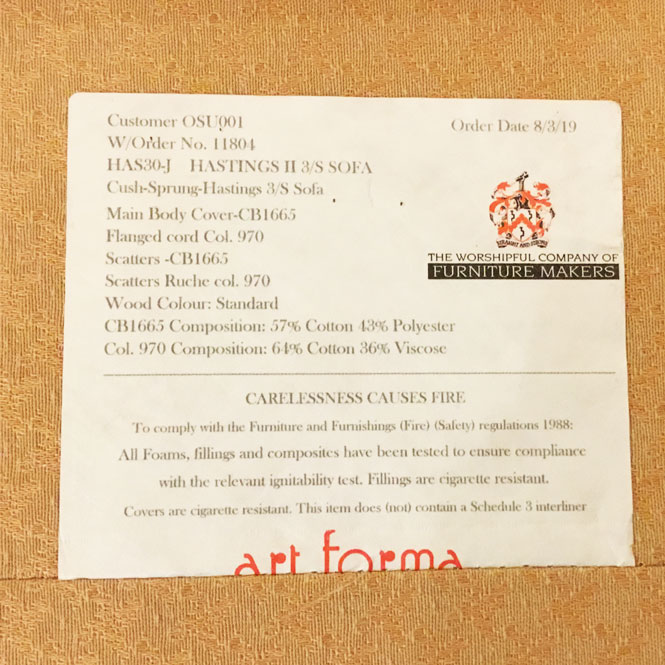 Customer OSU001
Order Date 8/3/19
W/Order No. 11804
HAS30-J HASTINGS II 3/S SOFA
Cush-Sprung-Hastings 3/S Sofa
Main Body Cover-CB1665
Flanged cord Col. 970
Scatters -CB1665
Scatters Ruche col. 970
Wood Colour: Standard
CB1665 Composition: 57% Cotton 43% Polyester
Col. 970 Composition: 64% Cotton 36% Viscose
THE WORSHIPFUL COMPANY OF
FURNITURE MAKERS
CARELESSNESS CAUSES FIRE
To comply with the Furniture and Furnishings (Fire) (Safety) regulations 1988:
All Foams, fillings and composites have been tested to ensure compliance
with the relevant ignitability test. Fillings are cigarette resistant.
Covers are cigarette resistant. This item does (not) contain a Schedule 3 interliner
art forma